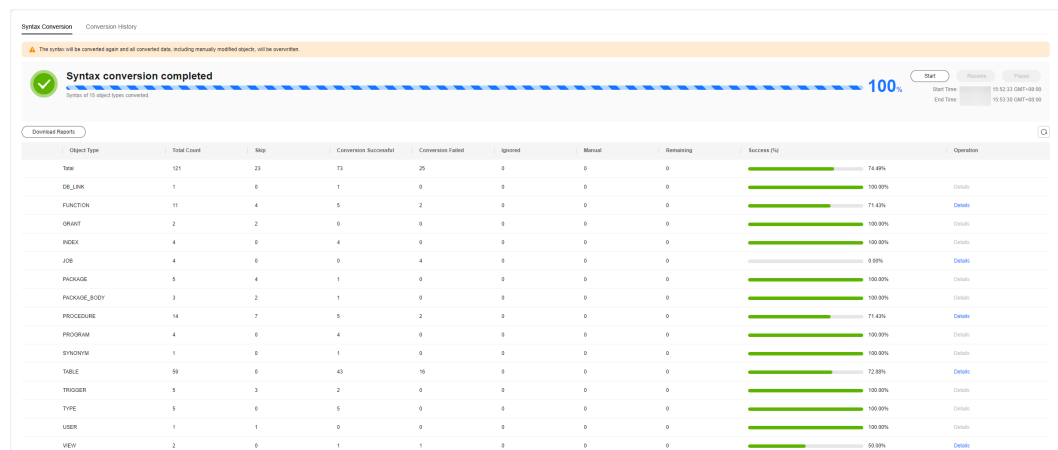 Syntax Conversion Conversion History
The syntax will be converted again and all converted data, including manually modified objects, will be overwritten.
Syntax conversion completed
100%
Syntax of 15 object types converted.
Start Resume Pause
Start Time 15:52:33 GMT+08:00
End Time 15:53:30 GMT+08:00
Download Reports
Object Type Total Count Skip Conversion Successful Conversion Failed Ignored Manual Remaining Success (%) Operation
Total 121 23 73 25 0 0 0 74.49%
DB_LINK 1 0 1 0 0 0 0 100.00% Details
FUNCTION 11 4 5 2 0 0 0 71.43% Details
GRANT 2 2 0 0 0 0 0 100.00% Details
INDEX 4 0 4 0 0 0 0 100.00% Details
JOB 4 0 0 4 0 0 0 0.00% Details
PACKAGE 5 4 1 0 0 0 0 100.00% Details
PACKAGE_BODY 3 2 1 0 0 0 0 100.00% Details
PROCEDURE 14 7 5 2 0 0 0 71.43% Details
PROGRAM 4 0 4 0 0 0 0 100.00% Details
SYNONYM 1 0 1 0 0 0 0 100.00% Details
TABLE 59 0 43 16 0 0 0 72.88% Details
TRIGGER 5 3 2 0 0 0 0 100.00% Details
TYPE 5 0 5 0 0 0 0 100.00% Details
USER 1 1 0 0 0 0 0 100.00% Details
VIEW 2 0 1 1 0 0 0 50.00% Details